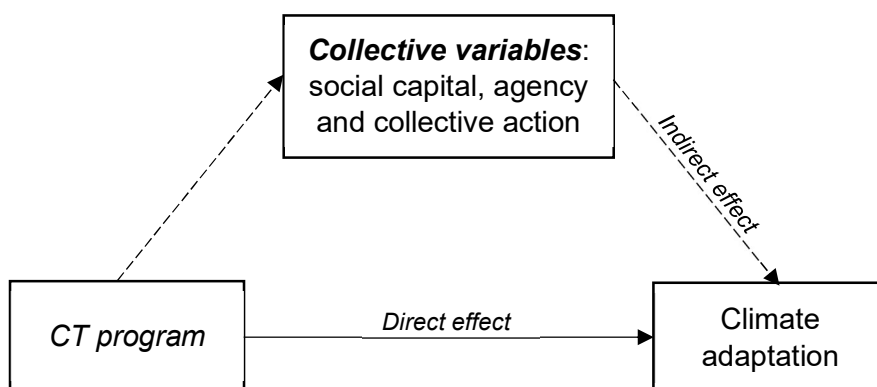 Collective variables:
social capital, agency
and collective action
Indirect effect
CT program
Direct effect
Climate
adaptation